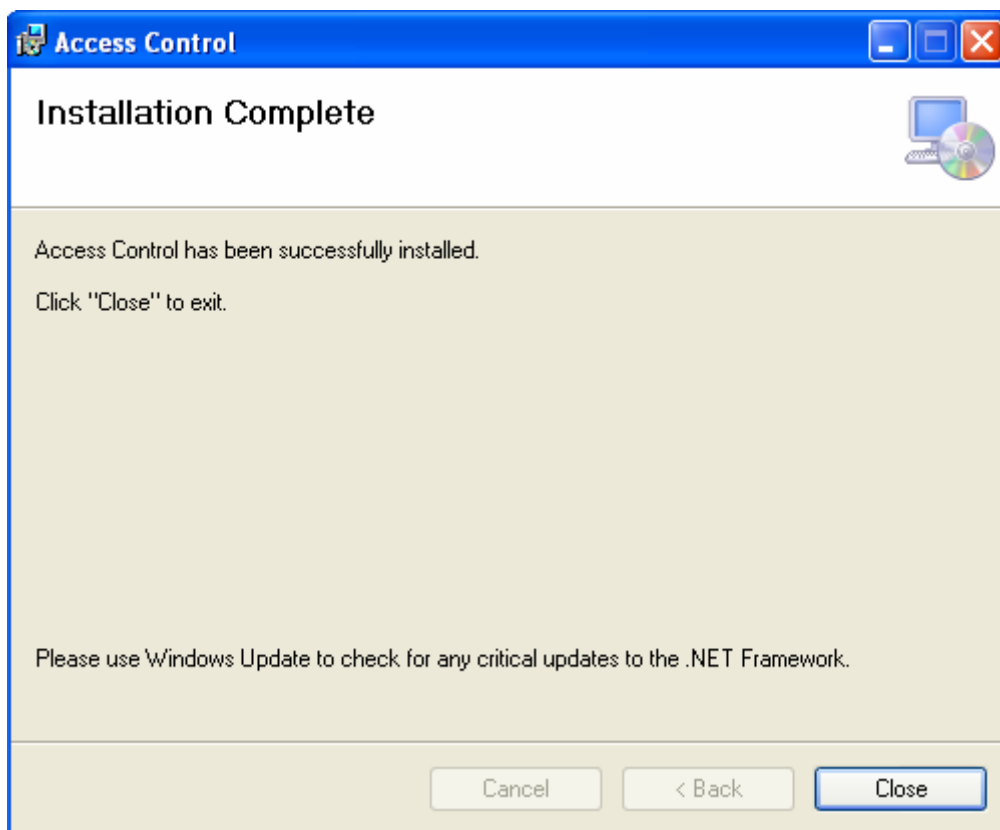 Access Control
Installation Complete
Access Control has been successfully installed.
Click "Close" to exit.
Please use Windows Update to check for any critical updates to the .NET Framework.
Cancel
< Back
Close